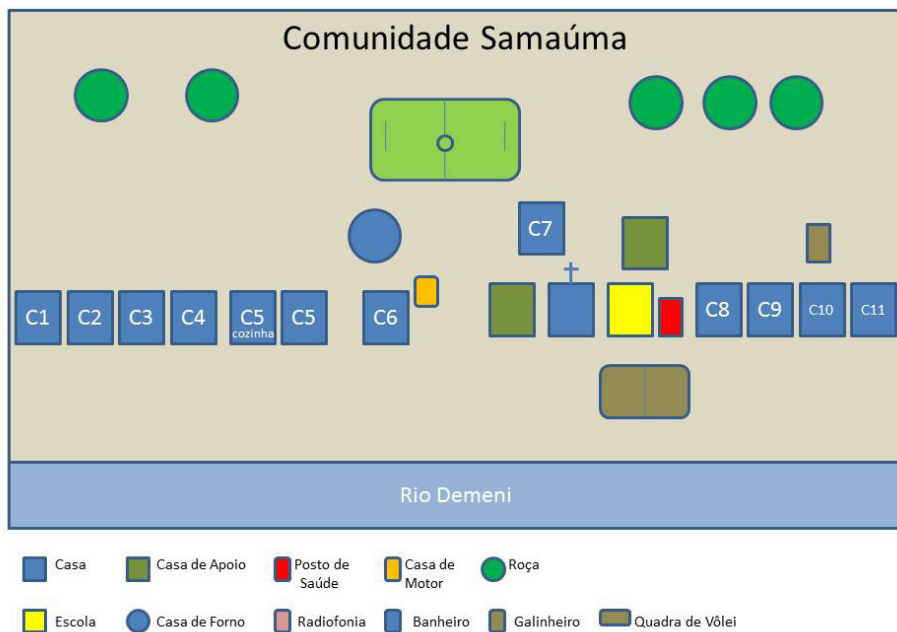 Comunidade Samaúma
C7
C1 C2 C3 C4 C5 C5 C6 C8 C9 C10 C11
cozinha
Rio Demeni
Casa Casa de Apoio Posto de Saúde Casa de Motor Roça
Escola Casa de Forno Radiofonia Banheiro Galinheiro Quadra de Vôlei